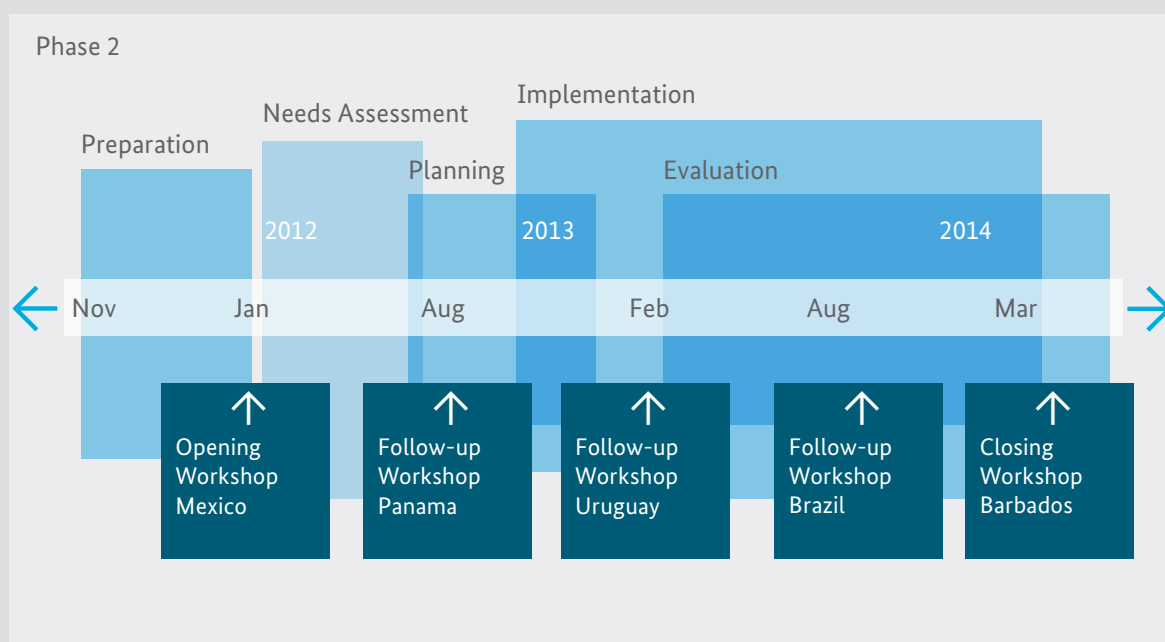 Phase 2
Implementation
Needs Assessment
Preparation
Planning
Evaluation
2012
2013
2014
Nov
Jan
Aug
Feb
Aug
Mar
Opening
Workshop
Mexico
Follow-up
Workshop
Panama
Follow-up
Workshop
Uruguay
Follow-up
Workshop
Brazil
Closing
Workshop
Barbados